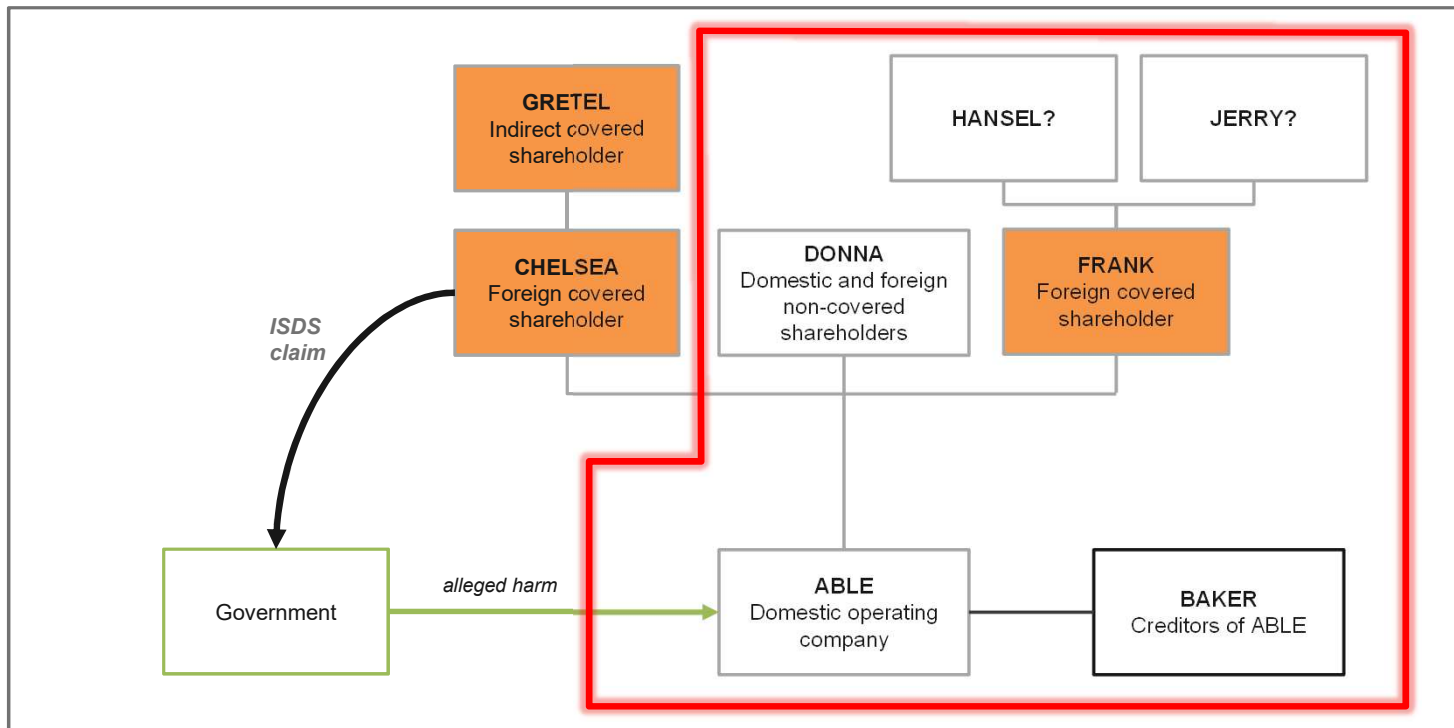 GRETEL
Indirect covered
shareholder
HANSEL?
JERRY?
CHELSEA
Foreign covered
shareholder
DONNA
Domestic and foreign
non-covered
shareholders
FRANK
Foreign covered
shareholder
ISDS
claim
Government
alleged harm
ABLE
Domestic operating
company
BAKER
Creditors of ABLE